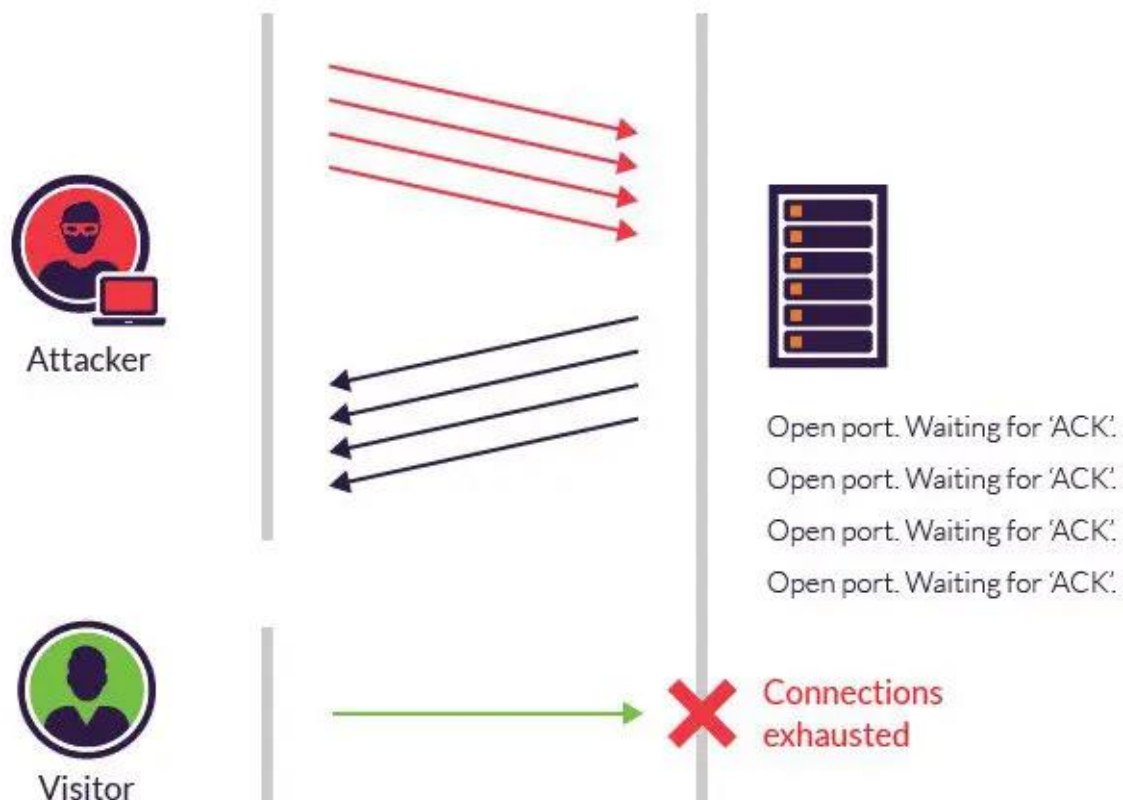 Attacker
Open port. Waiting for ‘ACK’.
Open port. Waiting for ‘ACK’.
Open port. Waiting for ‘ACK’.
Open port. Waiting for ‘ACK’.
Connections
exhausted
Visitor